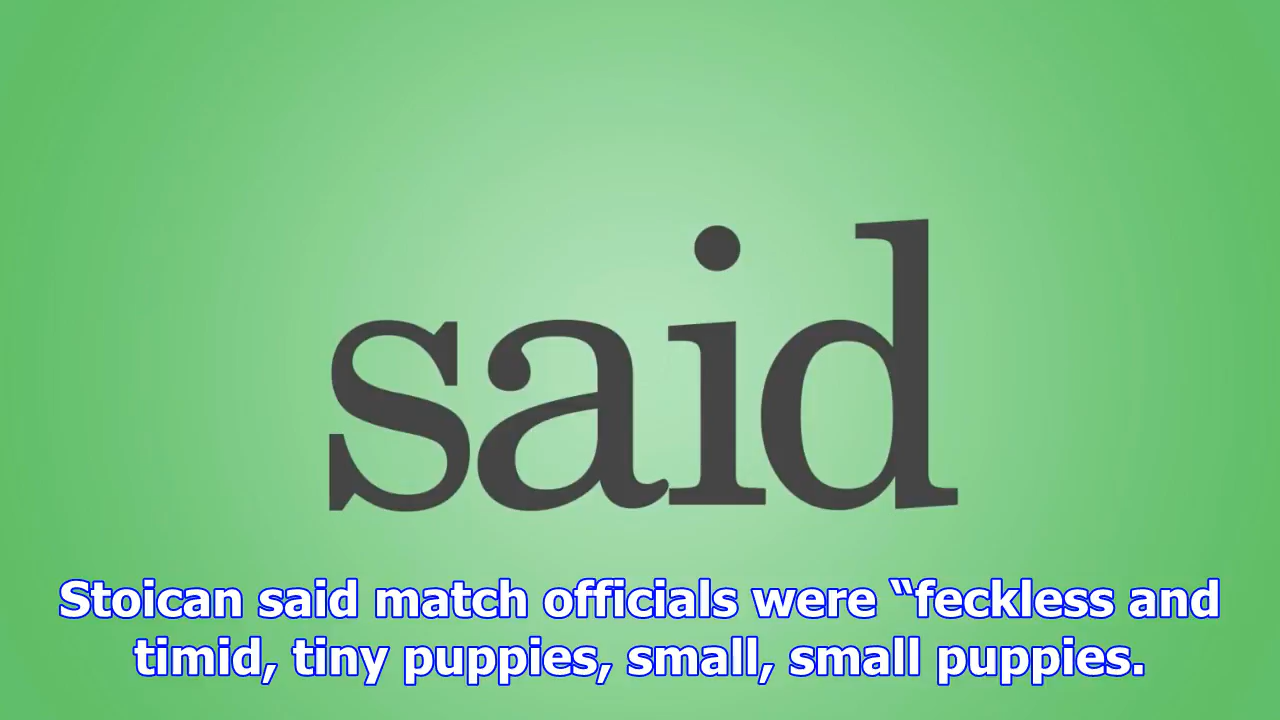 said
Stoican said match officials were “feckless and
timid, tiny puppies, small, small puppies.